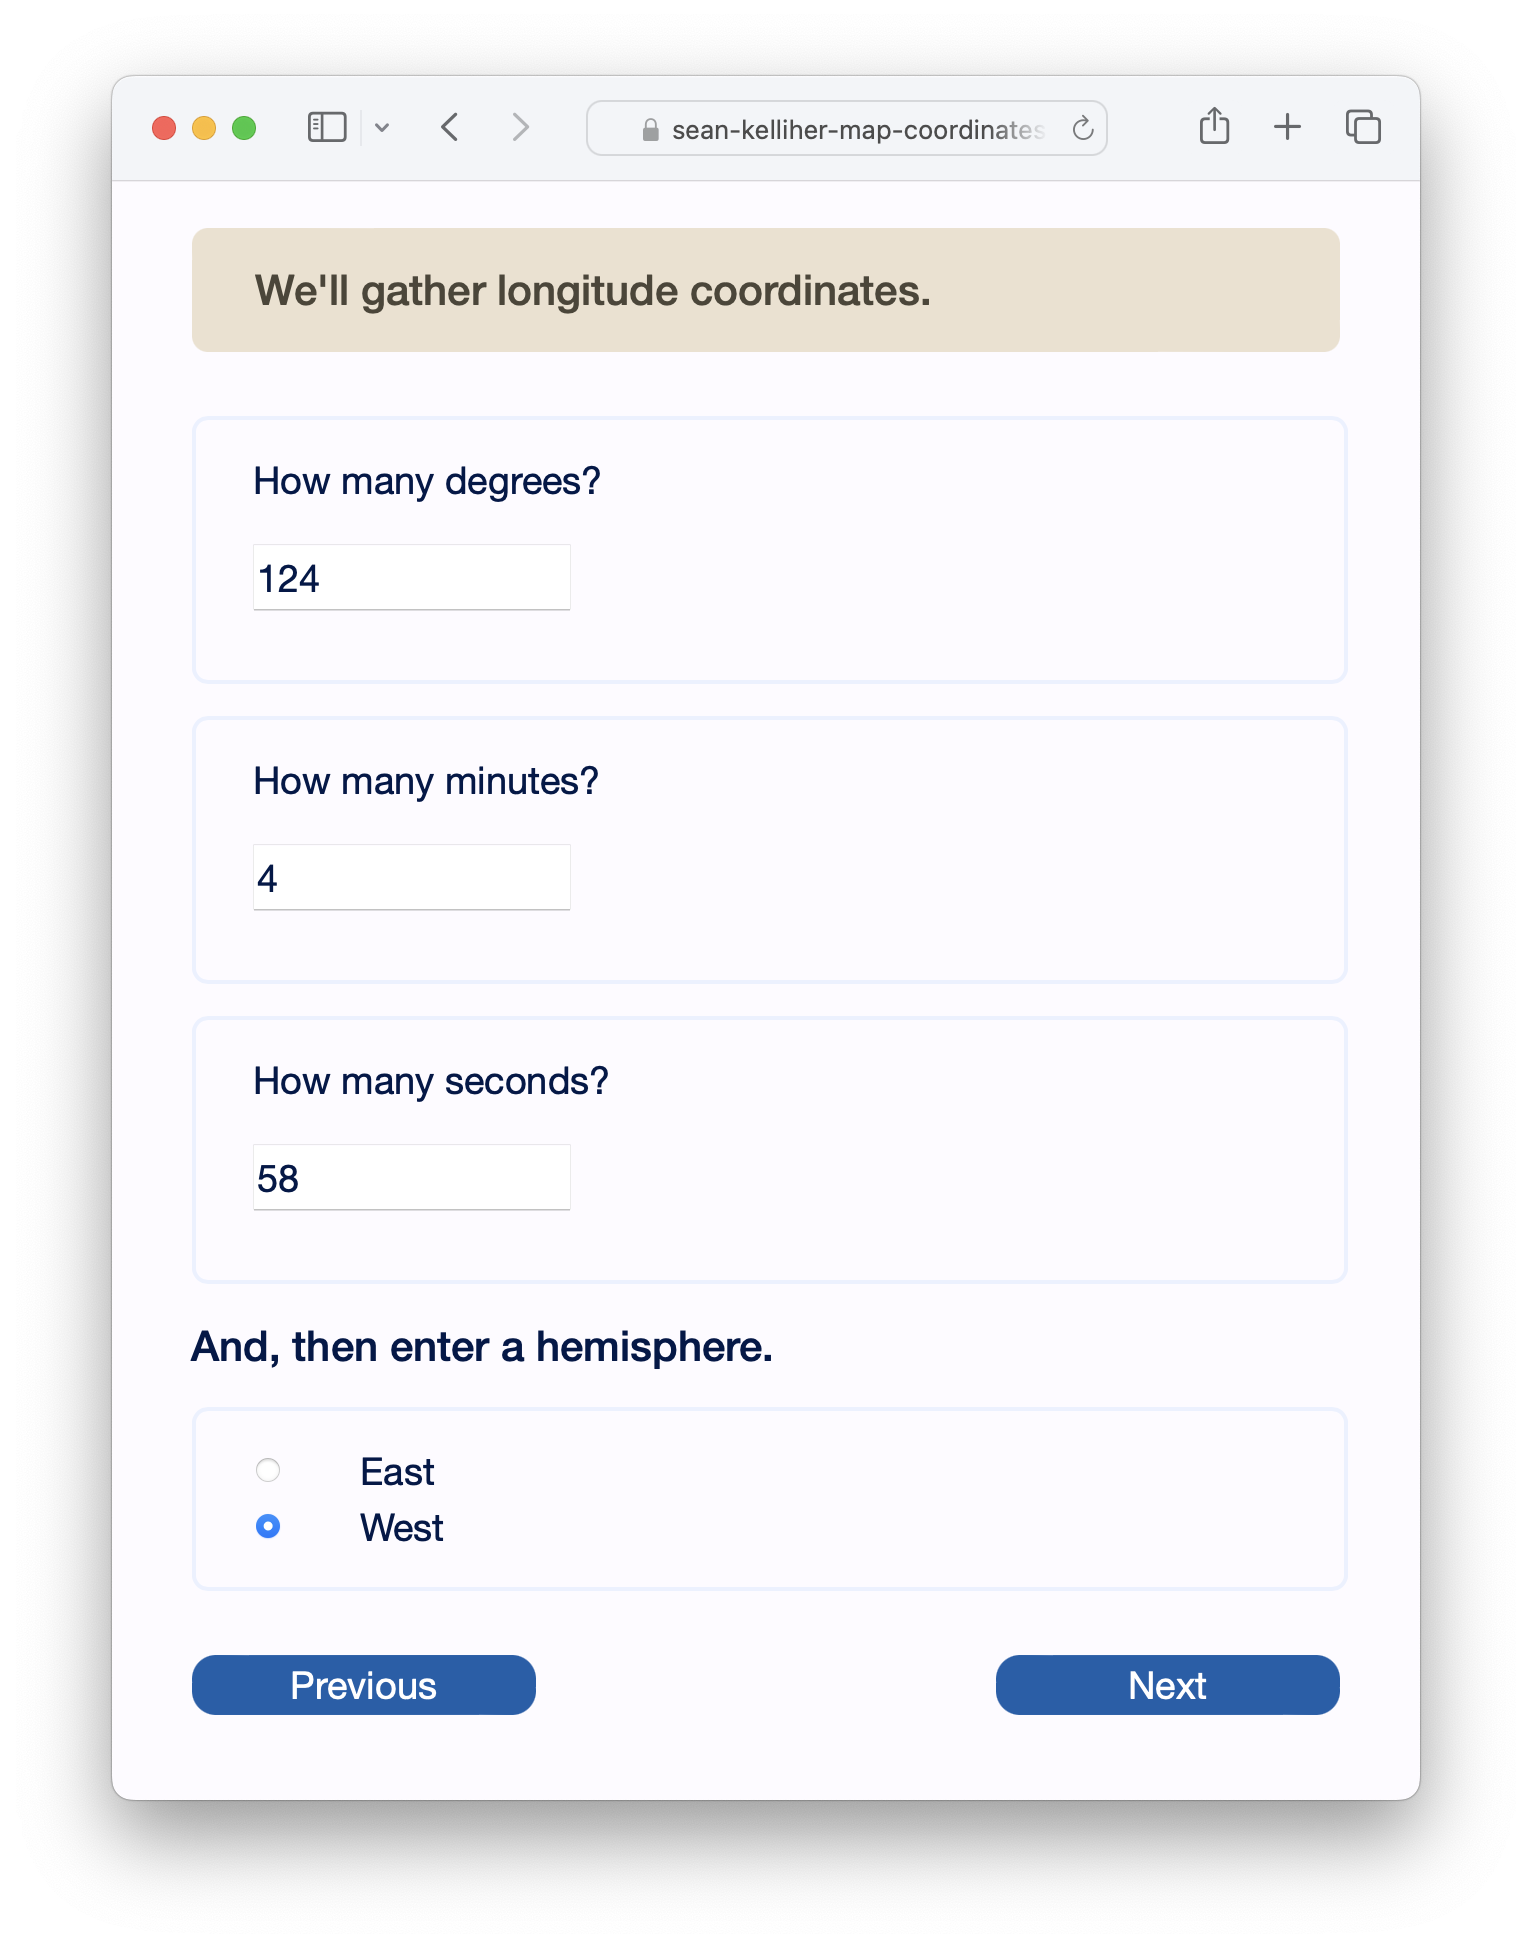 sean-kelliher-map-coordinates
We'll gather longitude coordinates.
How many degrees?
124
How many minutes?
4
How many seconds?
58
And, then enter a hemisphere.
East
West
Previous
Next